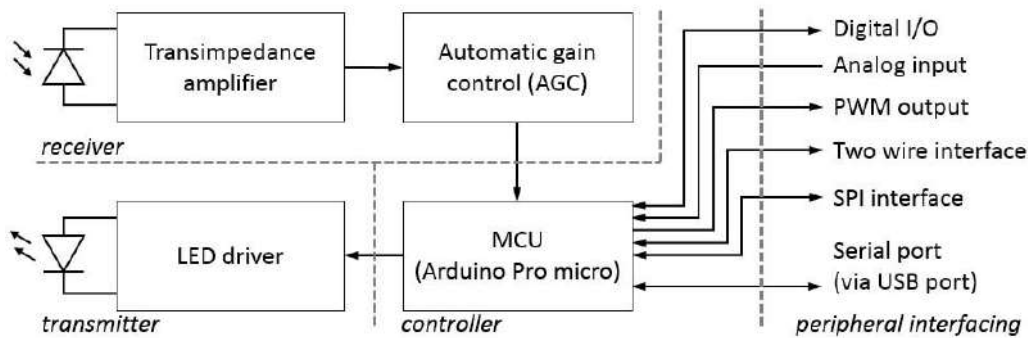 Transimpedance
amplifier
Automatic gain
control (AGC)
receiver
LED driver
transmitter
MCU
(Arduino Pro micro)
controller
Digital I/O
Analog input
PWM output
Two wire interface
SPI interface
Serial port
(via USB port)
peripheral interfacing